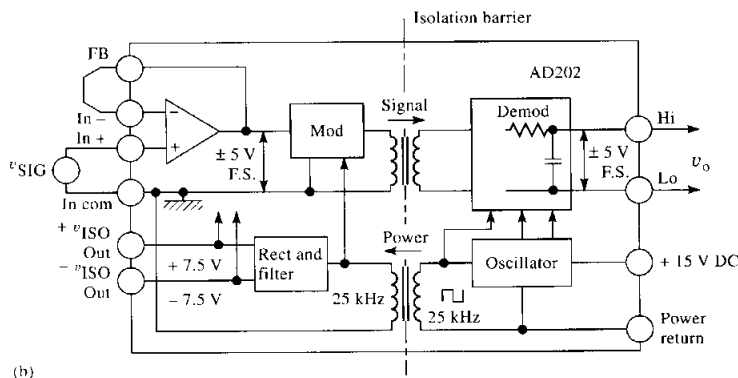 Isolation barrier
FB
AD202
In −
In +
Signal
Mod
Demod
Hi
± 5 V
F.S.
± 5 V
F.S.
v_o
v_SIG
Lo
In com
+ v_ISO
Out
− v_ISO
Out
+ 7.5 V
− 7.5 V
Rect and
filter
Power
25 kHz
25 kHz
Oscillator
+ 15 V DC
Power
return
(b)
−
+